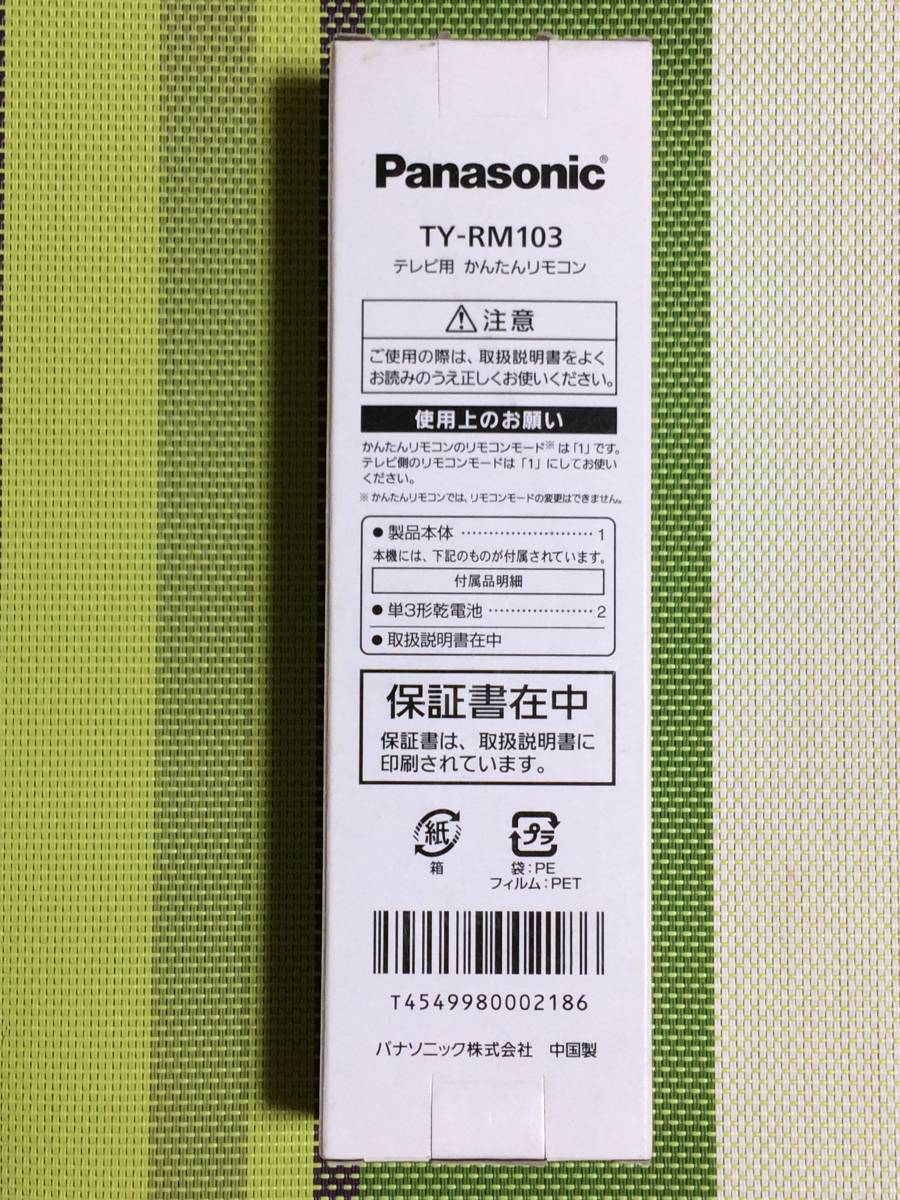 Panasonic®
TY-RM103
テレビ用 かんたんリモコン
注意
ご使用の際は、取扱説明書をよく
お読みのうえ正しくお使いください。
使用上のお願い
かんたんリモコンのリモコンモード※は「1」です。
テレビ側のリモコンモードは「1」にしてお使い
ください。
※かんたんリモコンでは、リモコンモードの変更はできません。
●製品本体 …………………… 1
本機には、下記のものが付属されています。
付属品明細
●単3形乾電池 ………………… 2
●取扱説明書在中
保証書在中
保証書は、取扱説明書に
印刷されています。
紙 プラ
箱 袋:PE
フィルム:PET
T4549980002186
パナソニック株式会社 中国製